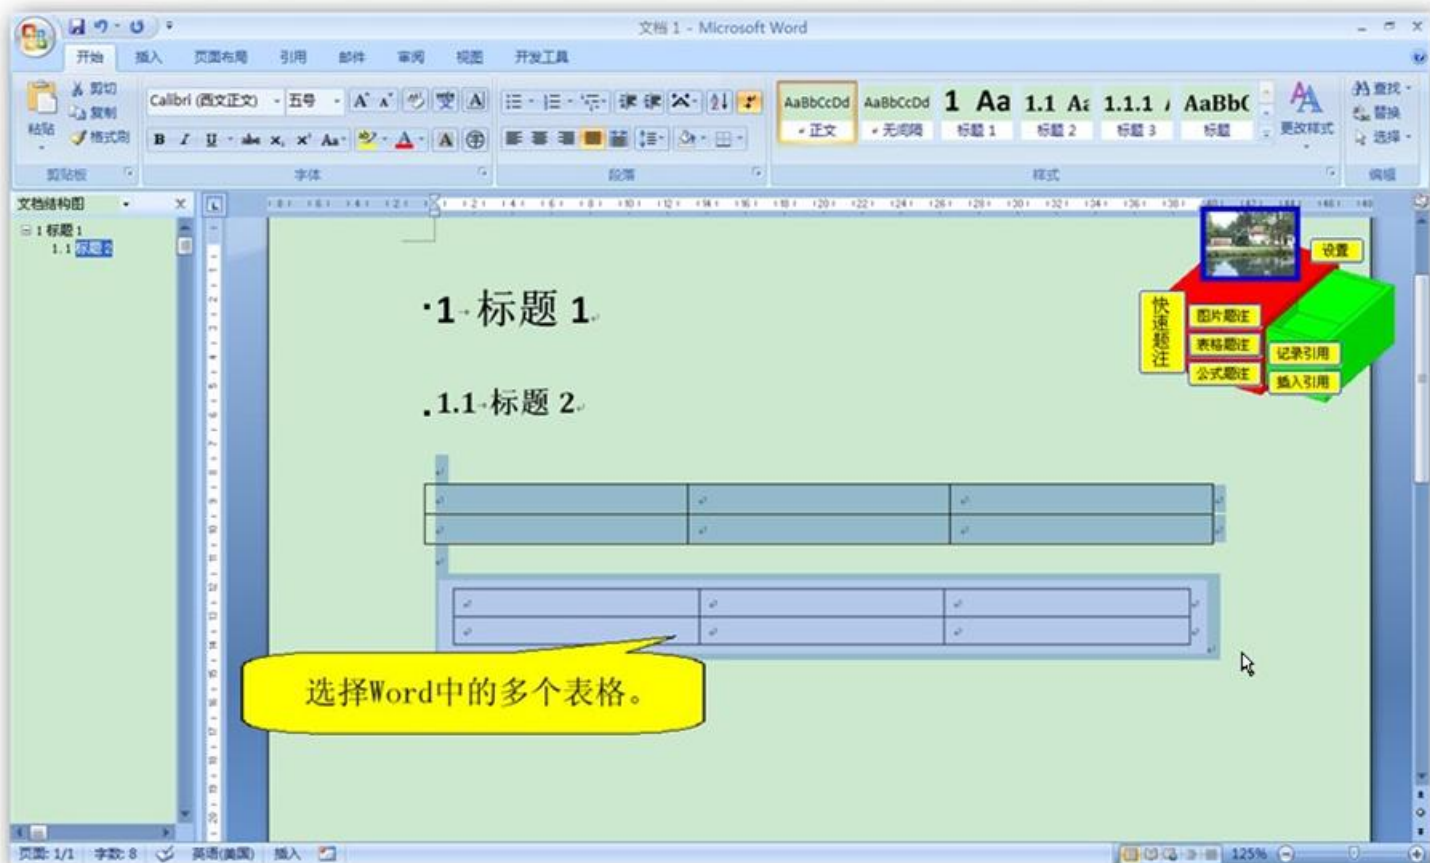 文档 1 - Microsoft Word
开始 插入 页面布局 引用 邮件 审阅 视图 开发工具
粘贴
剪切
复制
格式刷
剪贴板
Calibri (西文正文) 五号
字体
段落
AaBbCcDd AaBbCcDd 1 Aa 1.1 Aa 1.1.1 AaBb(
正文 无间隔 标题 1 标题 2 标题 3 标题
更改样式
样式
查找
替换
选择
编辑
文档结构图
1 标题 1
1.1 标题 2
1 标题 1
1.1 标题 2
快速题注
设置
图片题注
表格题注
公式题注
记录引用
插入引用
选择Word中的多个表格。
页面: 1/1 字数: 8 英语(美国) 插入 125%